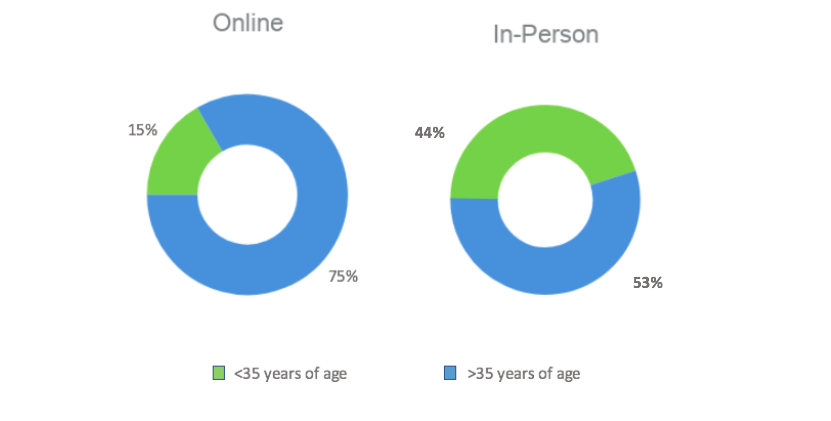 Online
In-Person
15%
44%
75%
53%
<35 years of age
>35 years of age